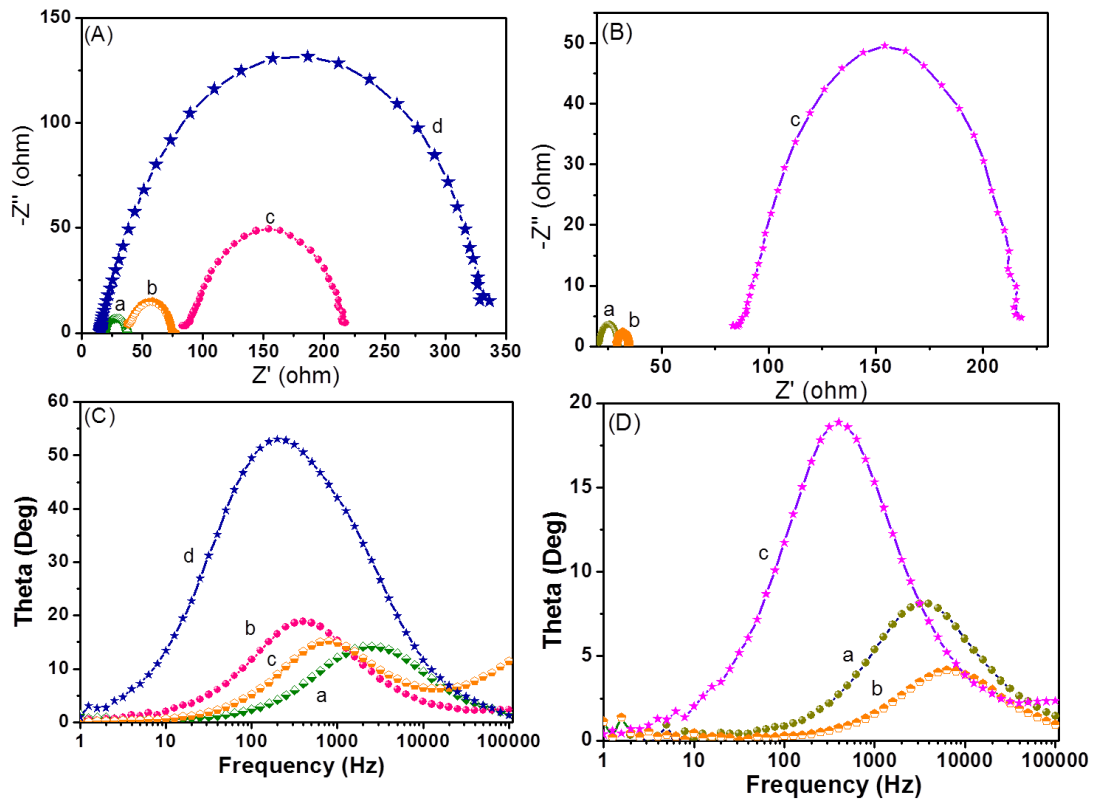 (A)
150
100
50
0
-Z'' (ohm)
0 50 100 150 200 250 300 350
Z' (ohm)
a
b
c
d
(B)
50
40
30
20
10
0
-Z'' (ohm)
50 100 150 200
Z' (ohm)
a
b
c
(C)
60
50
40
30
20
10
0
Theta (Deg)
1 10 100 1000 10000 100000
Frequency (Hz)
d
b
c
a
(D)
20
15
10
5
0
Theta (Deg)
1 10 100 1000 10000 100000
Frequency (Hz)
c
a
b